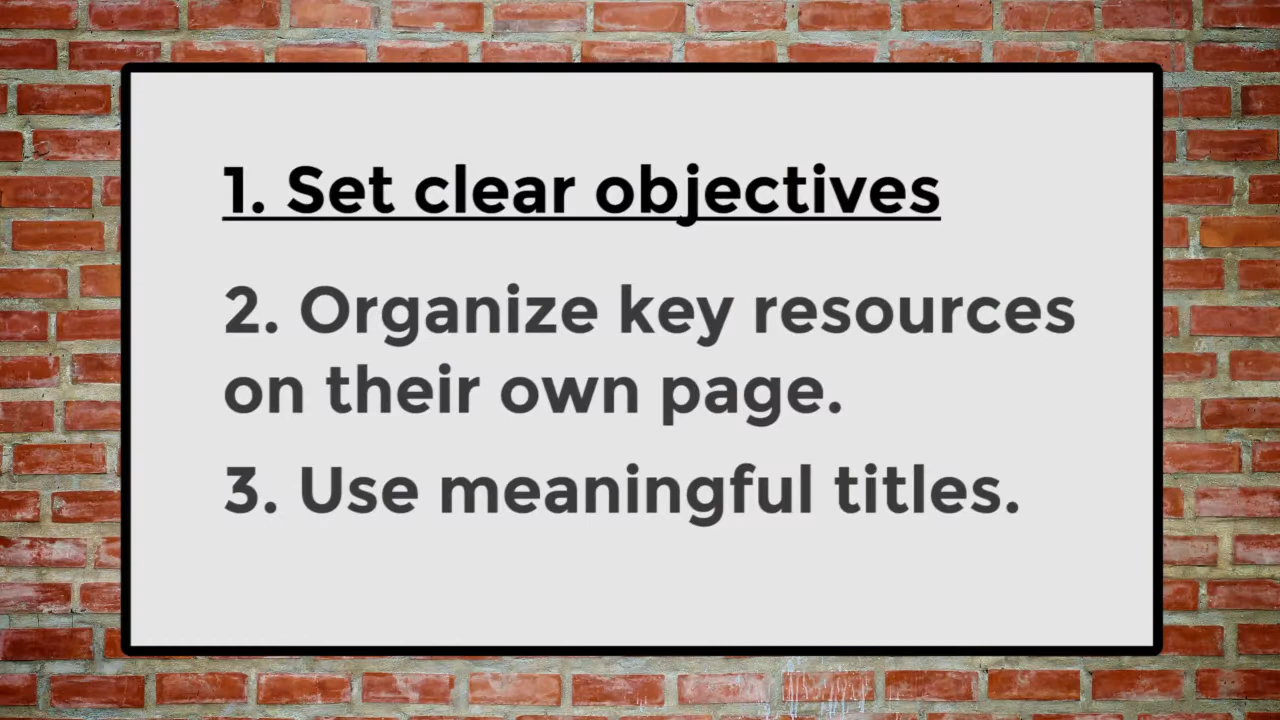 1. Set clear objectives
2. Organize key resources
on their own page.
3. Use meaningful titles.